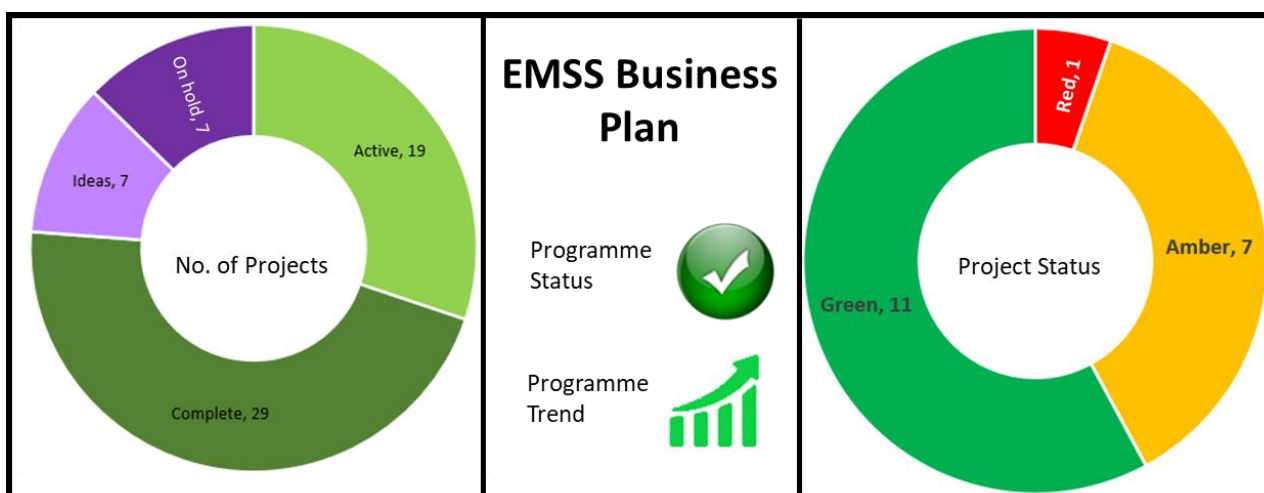 On hold, 7
Active, 19
Ideas, 7
No. of Projects
Complete, 29
EMSS Business
Plan
Programme
Status
Programme
Trend
Red, 1
Amber, 7
Project Status
Green, 11